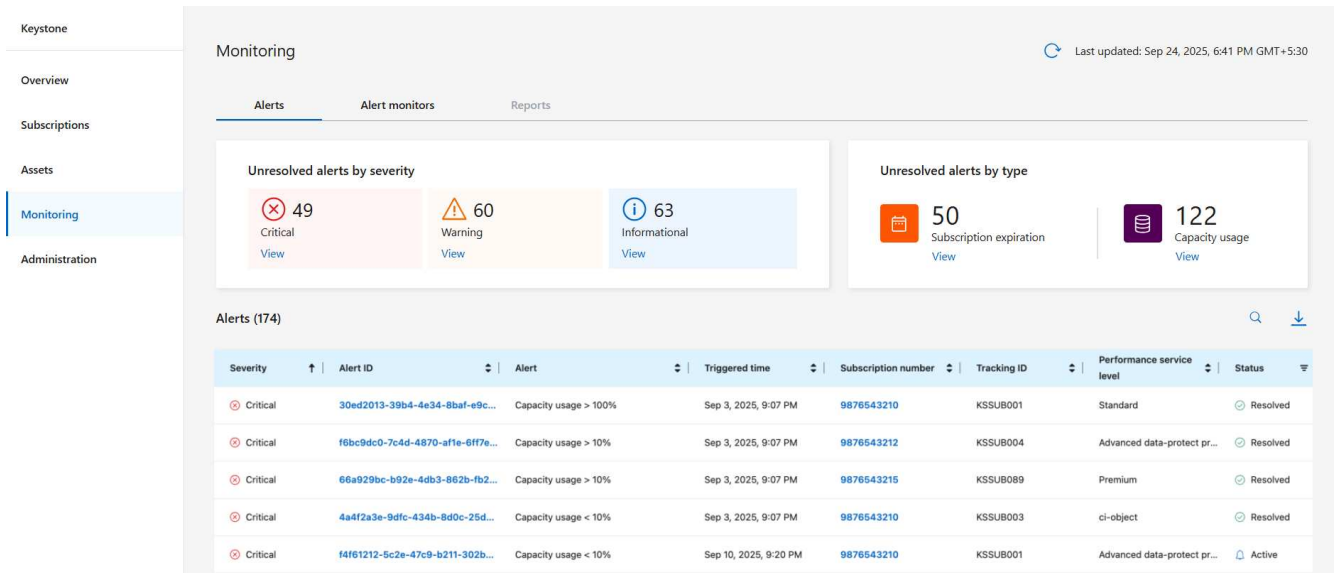 Keystone
Overview
Subscriptions
Assets
Monitoring
Administration
Monitoring
Last updated: Sep 24, 2025, 6:41 PM GMT+5:30
Alerts Alert monitors Reports
Unresolved alerts by severity
49
Critical
View
60
Warning
View
63
Informational
View
Unresolved alerts by type
50
Subscription expiration
View
122
Capacity usage
View
Alerts (174)
Severity Alert ID Alert Triggered time Subscription number Tracking ID Performance service level Status
Critical 30ed2013-39b4-4e34-8baf-e9c... Capacity usage > 100% Sep 3, 2025, 9:07 PM 9876543210 KSSUB001 Standard Resolved
Critical f6bc9dc0-7c4d-4870-af1e-6ff7e... Capacity usage > 10% Sep 3, 2025, 9:07 PM 9876543212 KSSUB004 Advanced data-protect pr... Resolved
Critical 66a929bc-b92e-4db3-862b-fb2... Capacity usage > 10% Sep 3, 2025, 9:07 PM 9876543215 KSSUB089 Premium Resolved
Critical 4a4f2a3e-9dfc-434b-8d0c-25d... Capacity usage < 10% Sep 3, 2025, 9:07 PM 9876543210 KSSUB003 ci-object Resolved
Critical f4f61212-5c2e-47c9-b211-302b... Capacity usage < 10% Sep 10, 2025, 9:20 PM 9876543210 KSSUB001 Advanced data-protect pr... Active